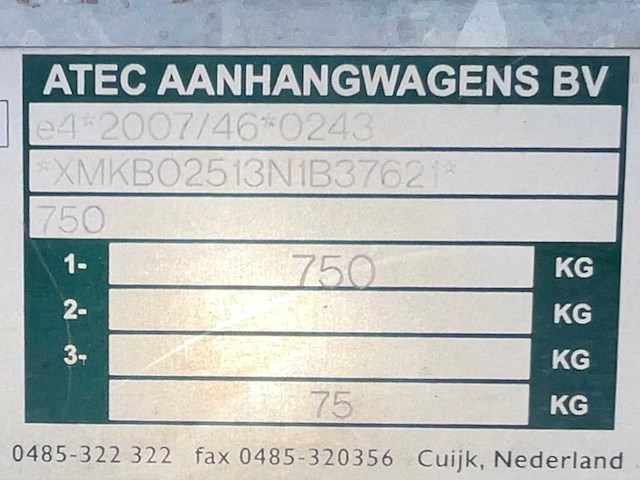 ATEC AANHANGWAGENS BV
e4*2007/46*0243
*XMKB02513N1B37621*
750
1- 750 KG
2- KG
3- KG
75 KG
0485-322 322 fax 0485-320356 Cuijk, Nederland